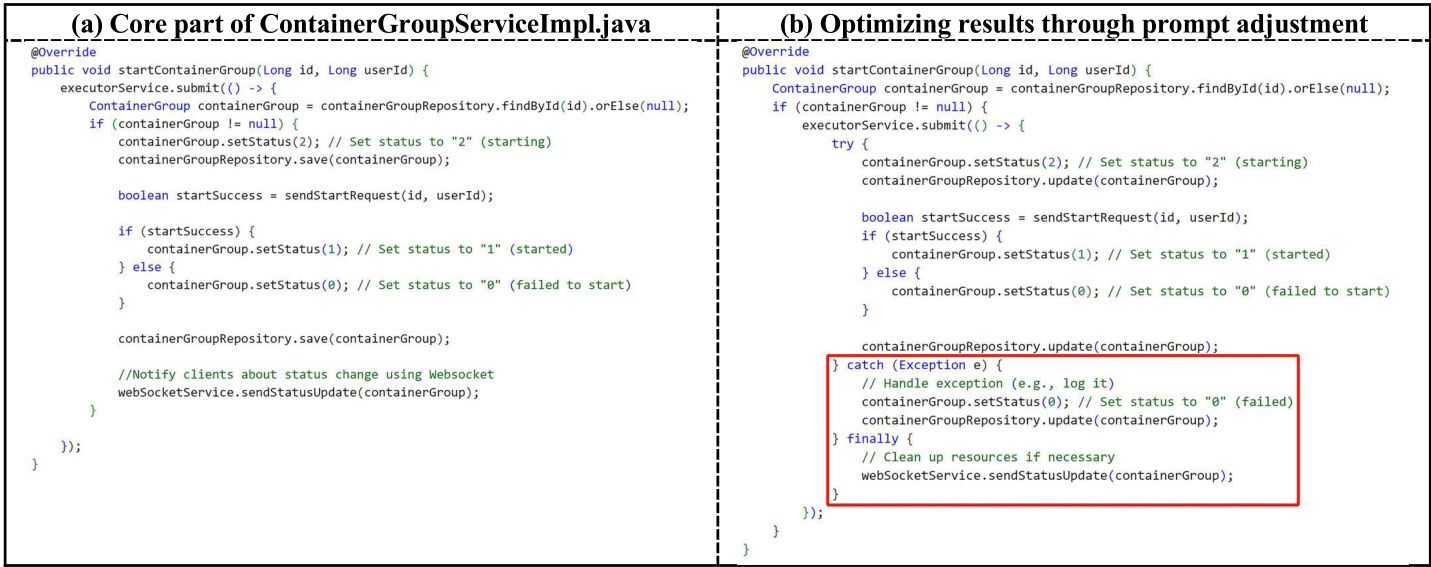 (a) Core part of ContainerGroupServiceImpl.java
@Override
public void startContainerGroup(Long id, Long userId) {
    executorService.submit(() -> {
        ContainerGroup containerGroup = containerGroupRepository.findById(id).orElse(null);
        if (containerGroup != null) {
            containerGroup.setStatus(2); // Set status to "2" (starting)
            containerGroupRepository.save(containerGroup);
            boolean startSuccess = sendStartRequest(id, userId);
            if (startSuccess) {
                containerGroup.setStatus(1); // Set status to "1" (started)
            } else {
                containerGroup.setStatus(0); // Set status to "0" (failed to start)
            }
            containerGroupRepository.save(containerGroup);
            //Notify clients about status change using Websocket
            webSocketService.sendStatusUpdate(containerGroup);
        }
    });
}
(b) Optimizing results through prompt adjustment
@Override
public void startContainerGroup(Long id, Long userId) {
    ContainerGroup containerGroup = containerGroupRepository.findById(id).orElse(null);
    if (containerGroup != null) {
        executorService.submit(() -> {
            try {
                containerGroup.setStatus(2); // Set status to "2" (starting)
                containerGroupRepository.update(containerGroup);
                boolean startSuccess = sendStartRequest(id, userId);
                if (startSuccess) {
                    containerGroup.setStatus(1); // Set status to "1" (started)
                } else {
                    containerGroup.setStatus(0); // Set status to "0" (failed to start)
                }
                containerGroupRepository.update(containerGroup);
            } catch (Exception e) {
                // Handle exception (e.g., log it)
                containerGroup.setStatus(0); // Set status to "0" (failed)
                containerGroupRepository.update(containerGroup);
            } finally {
                // Clean up resources if necessary
                webSocketService.sendStatusUpdate(containerGroup);
            }
        });
    }
}